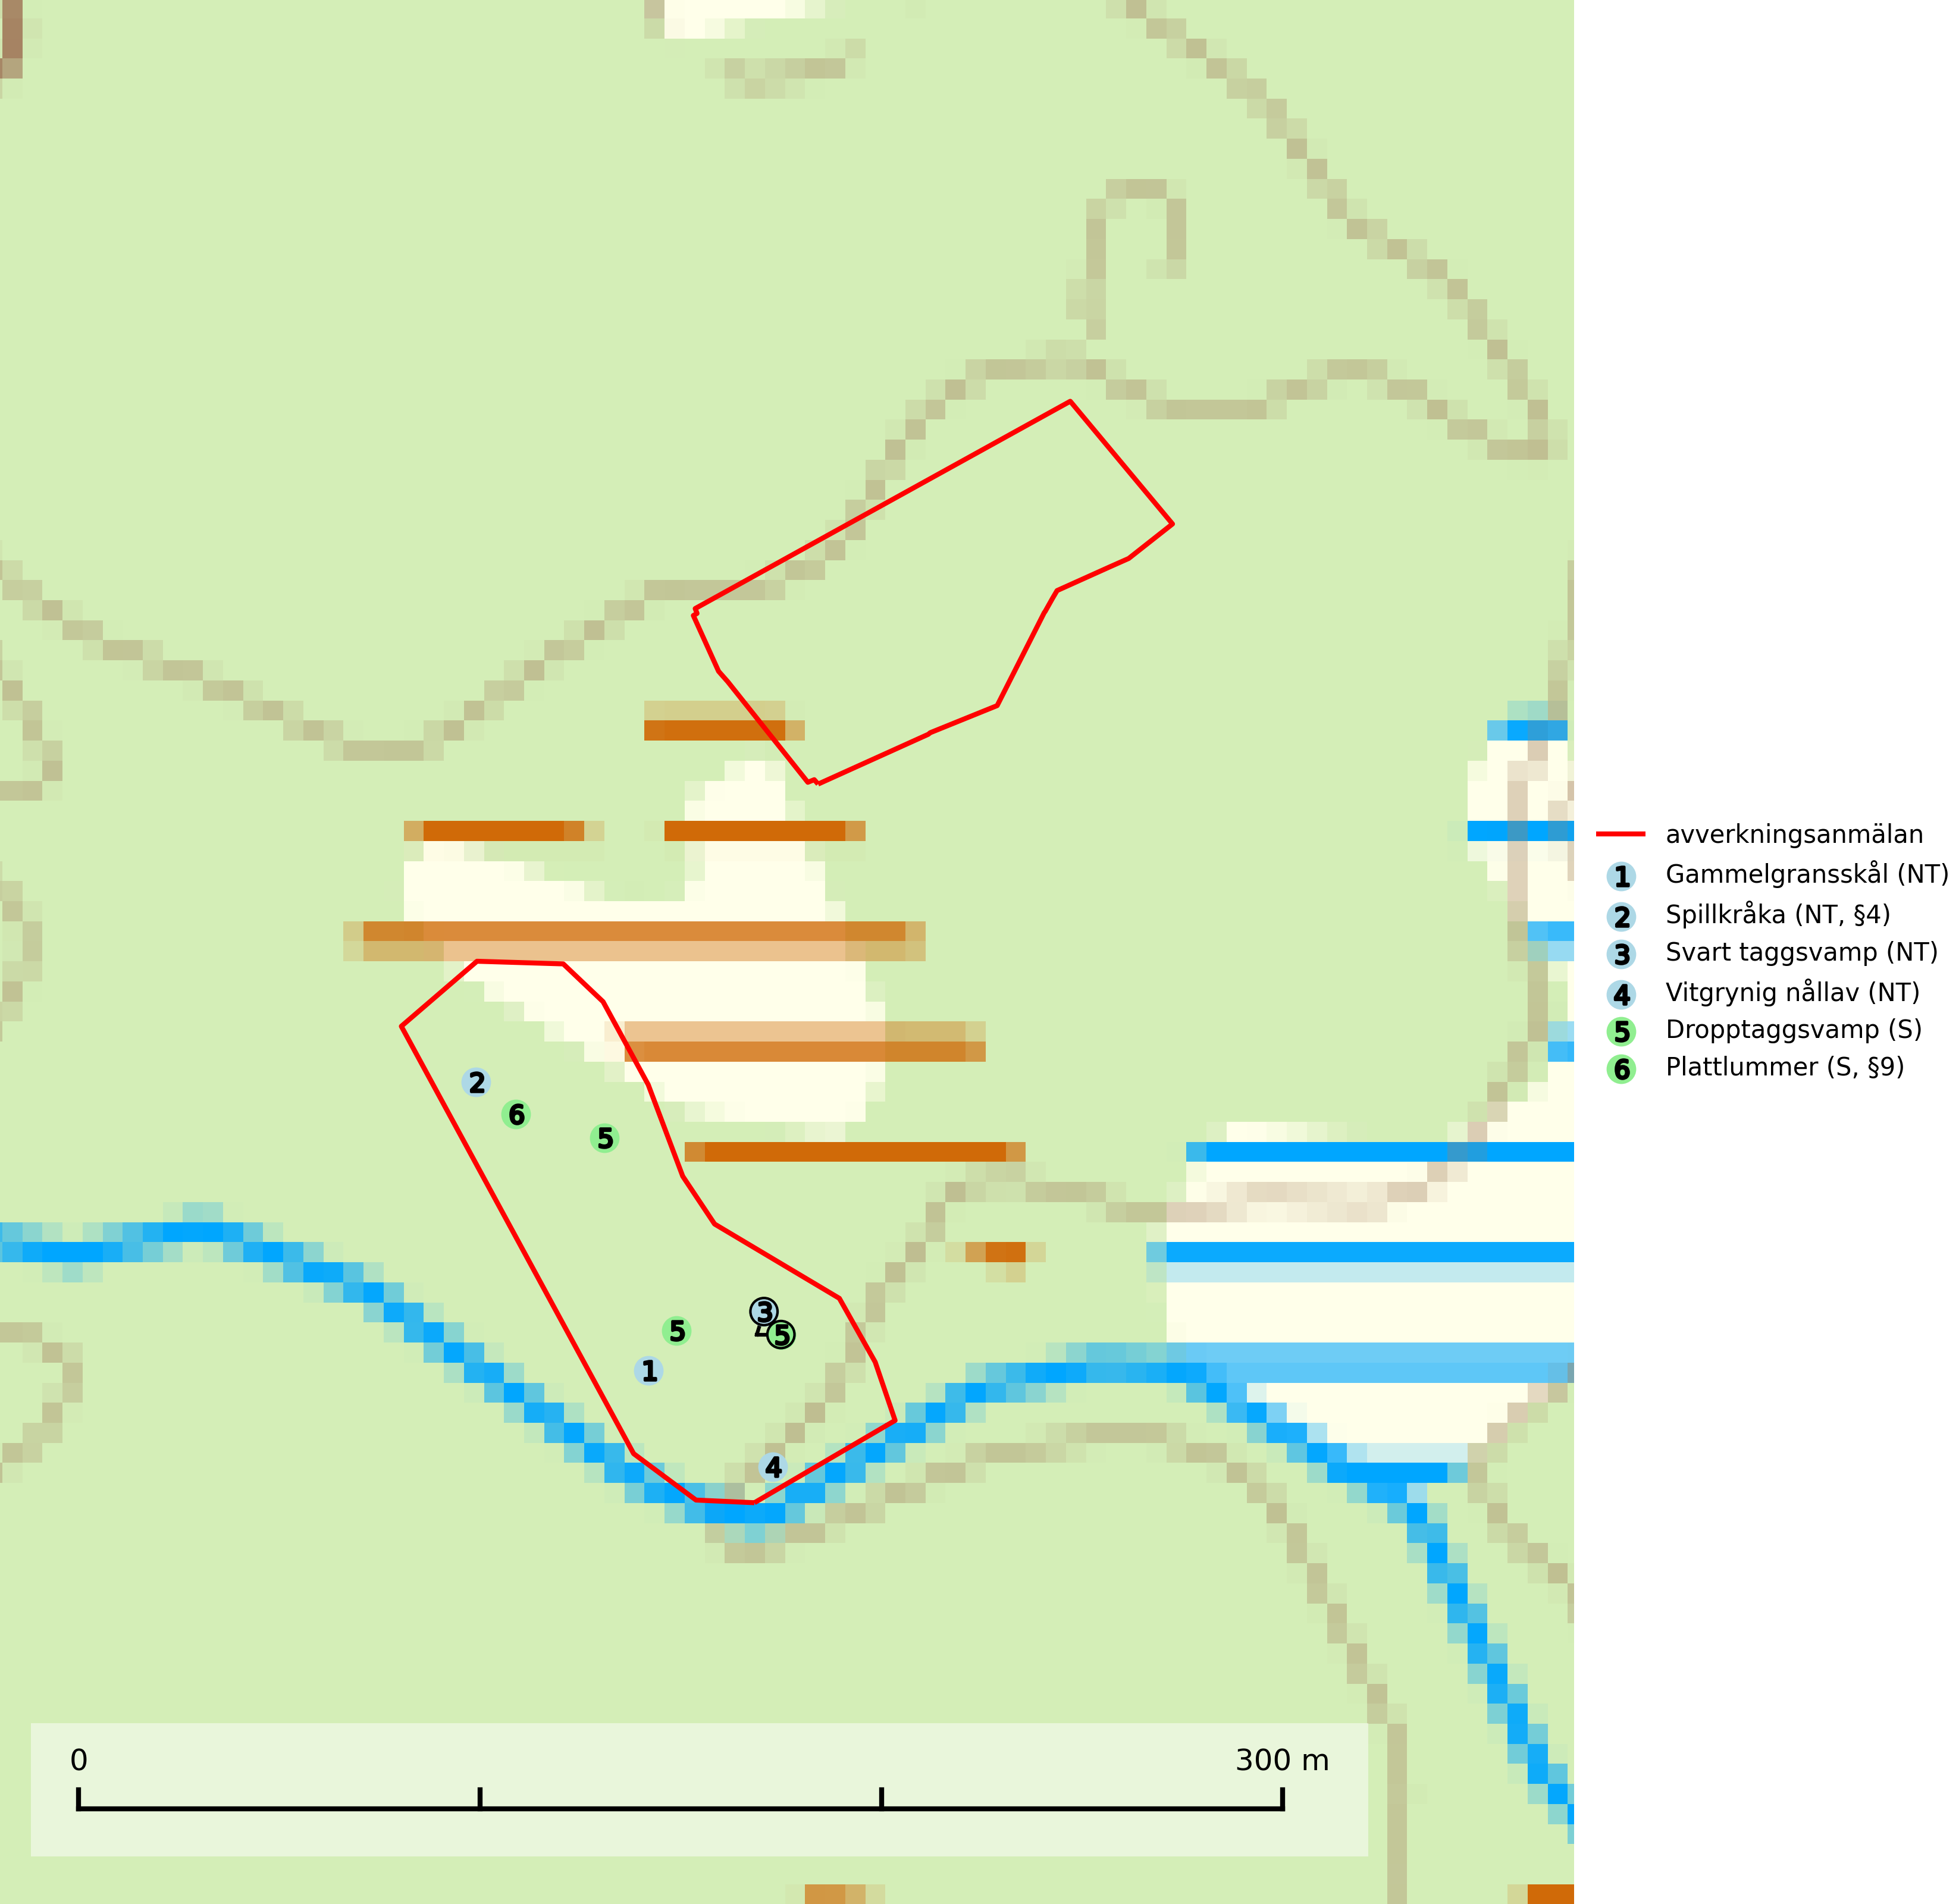 2
6
5
3
5
5
1
4
0
300 m
avverkningsanmälan
1 Gammelgransskål (NT)
2 Spillkråka (NT, §4)
3 Svart taggsvamp (NT)
4 Vitgrynig nållav (NT)
5 Dropptaggsvamp (S)
6 Plattlummer (S, §9)